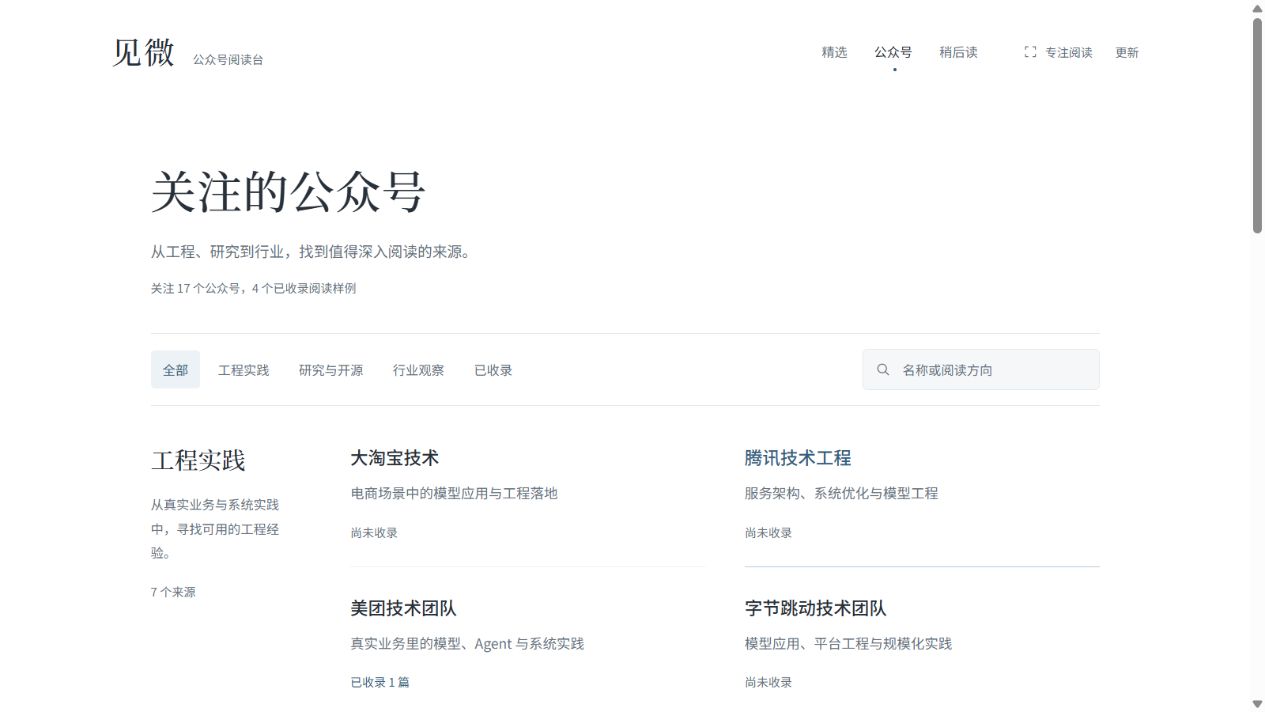 见微
公众号阅读台
精选
公众号
稍后读
专注阅读
更新
关注的公众号
从工程、研究到行业，找到值得深入阅读的来源。
关注 17 个公众号，4 个已收录阅读样例
全部
工程实践
研究与开源
行业观察
已收录
名称或阅读方向
工程实践
从真实业务与系统实践
中，寻找可用的工程经
验。
7 个来源
大淘宝技术
电商场景中的模型应用与工程落地
尚未收录
腾讯技术工程
服务架构、系统优化与模型工程
尚未收录
美团技术团队
真实业务里的模型、Agent 与系统实践
已收录 1 篇
字节跳动技术团队
模型应用、平台工程与规模化实践
尚未收录